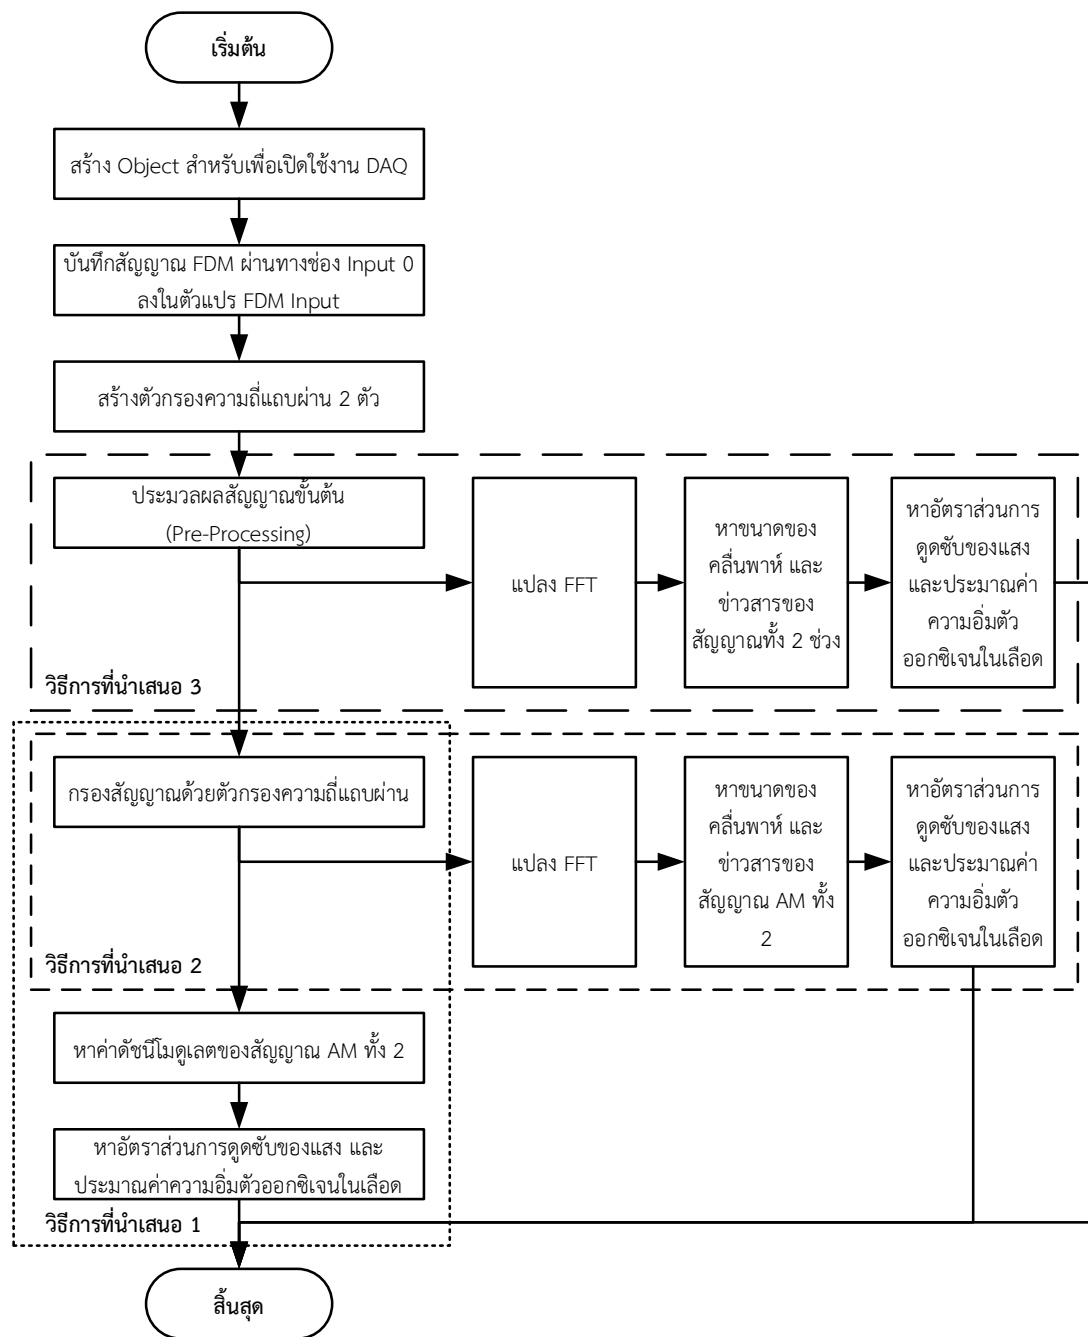 เริ่มต้น
สร้าง Object สำหรับเพื่อเปิดใช้งาน DAQ
บันทึกสัญญาณ FDM ผ่านทางช่อง Input 0
ลงในตัวแปร FDM Input
สร้างตัวกรองความถี่แถบผ่าน 2 ตัว
ประมวลผลสัญญาณขั้นต้น
(Pre-Processing)
แปลง FFT
หาขนาดของ
คลื่นพาห์ และ
ข่าวสารของ
สัญญาณทั้ง 2 ช่วง
หาอัตราส่วนการ
ดูดซับของแสง
และประมาณค่า
ความอิ่มตัว
ออกซิเจนในเลือด
วิธีการที่นำเสนอ 3
กรองสัญญาณด้วยตัวกรองความถี่แถบผ่าน
แปลง FFT
หาขนาดของ
คลื่นพาห์ และ
ข่าวสารของ
สัญญาณ AM ทั้ง
2
หาอัตราส่วนการ
ดูดซับของแสง
และประมาณค่า
ความอิ่มตัว
ออกซิเจนในเลือด
วิธีการที่นำเสนอ 2
หาค่าดัชนีโมดูเลตของสัญญาณ AM ทั้ง 2
หาอัตราส่วนการดูดซับของแสง และ
ประมาณค่าความอิ่มตัวออกซิเจนในเลือด
วิธีการที่นำเสนอ 1
สิ้นสุด